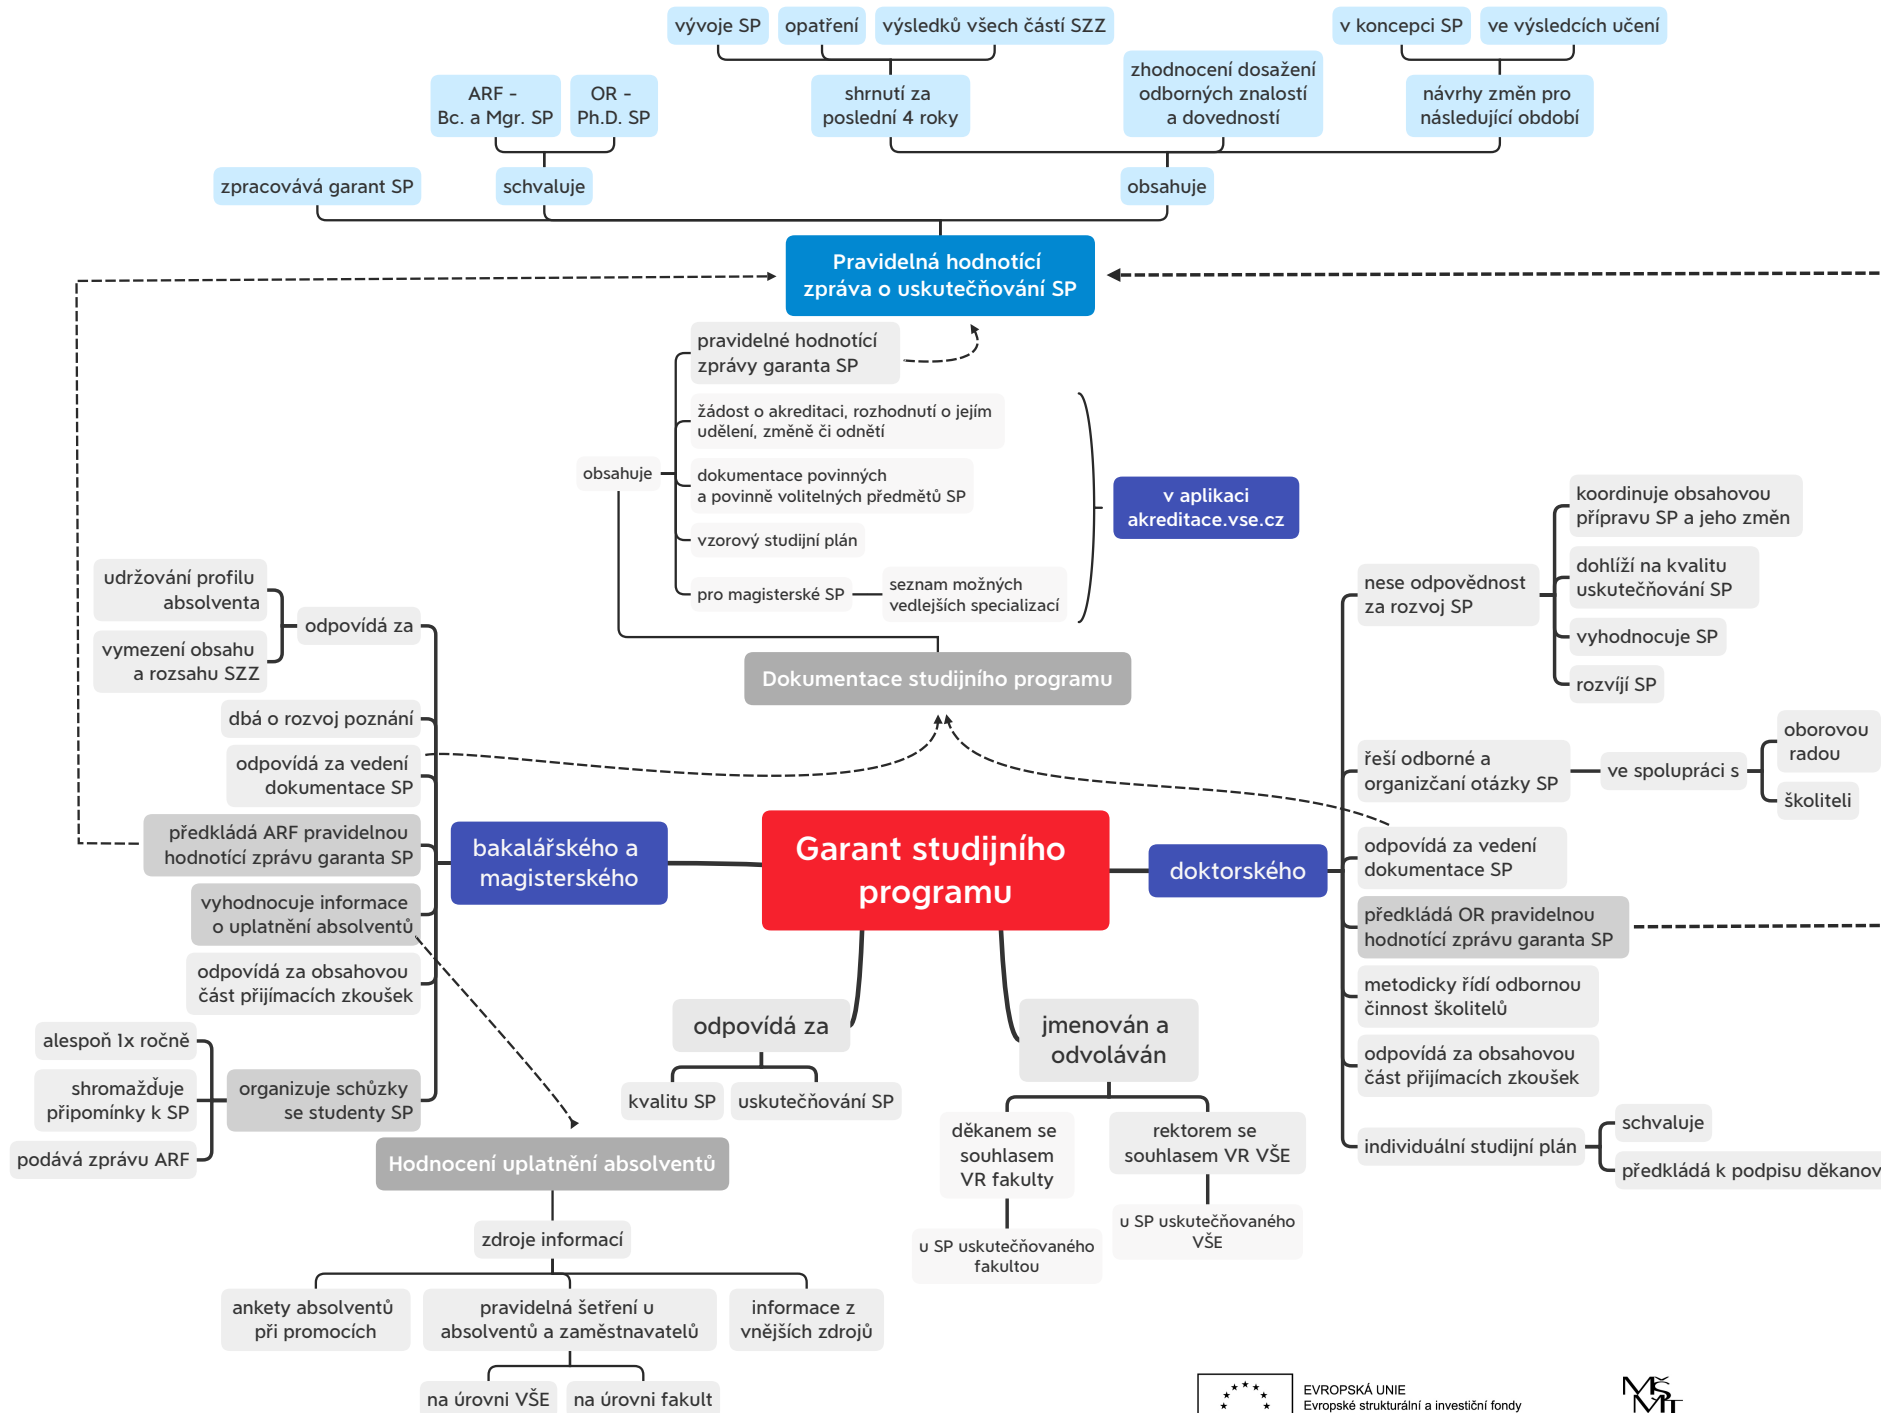 vývoje SP
opatření
výsledků všech částí SZZ
v koncepci SP
ve výsledcích učení
ARF -
Bc. a Mgr. SP
OR -
Ph.D. SP
shrnutí za
poslední 4 roky
zhodnocení dosažení
odborných znalostí
a dovedností
návrhy změn pro
následující období
zpracovává garant SP
schvaluje
obsahuje
Pravidelná hodnotící
zpráva o uskutečňování SP
pravidelné hodnotící
zprávy garanta SP
žádost o akreditaci, rozhodnutí o jejím
udělení, změně či odnětí
obsahuje
dokumentace povinných
a povinně volitelných předmětů SP
vzorový studijní plán
pro magisterské SP
seznam možných
vedlejších specializací
v aplikaci
akreditace.vse.cz
Dokumentace studijního programu
udržování profilu
absolventa
vymezení obsahu
a rozsahu SZZ
odpovídá za
dbá o rozvoj poznání
odpovídá za vedení
dokumentace SP
předkládá ARF pravidelnou
hodnotící zprávu garanta SP
vyhodnocuje informace
o uplatnění absolventů
odpovídá za obsahovou
část přijímacích zkoušek
alespoň 1x ročně
shromažďuje
připomínky k SP
podává zprávu ARF
organizuje schůzky
se studenty SP
bakalářského a
magisterského
Garant studijního
programu
doktorského
nese odpovědnost
za rozvoj SP
koordinuje obsahovou
přípravu SP a jeho změn
dohlíží na kvalitu
uskutečňování SP
vyhodnocuje SP
rozvíjí SP
řeší odborné a
organizčaní otázky SP
ve spolupráci s
oborovou
radou
školiteli
odpovídá za vedení
dokumentace SP
předkládá OR pravidelnou
hodnotící zprávu garanta SP
metodicky řídí odbornou
činnost školitelů
odpovídá za obsahovou
část přijímacích zkoušek
individuální studijní plán
schvaluje
předkládá k podpisu děkanov
odpovídá za
kvalitu SP
uskutečňování SP
jmenován a
odvoláván
děkanem se
souhlasem
VR fakulty
rektorem se
souhlasem VR VŠE
u SP uskutečňovaného
fakultou
u SP uskutečňovaného
VŠE
Hodnocení uplatnění absolventů
zdroje informací
ankety absolventů
při promocích
pravidelná šetření u
absolventů a zaměstnavatelů
informace z
vnějších zdrojů
na úrovni VŠE
na úrovni fakult
EVROPSKÁ UNIE
Evropské strukturální a investiční fondy
MŠMT